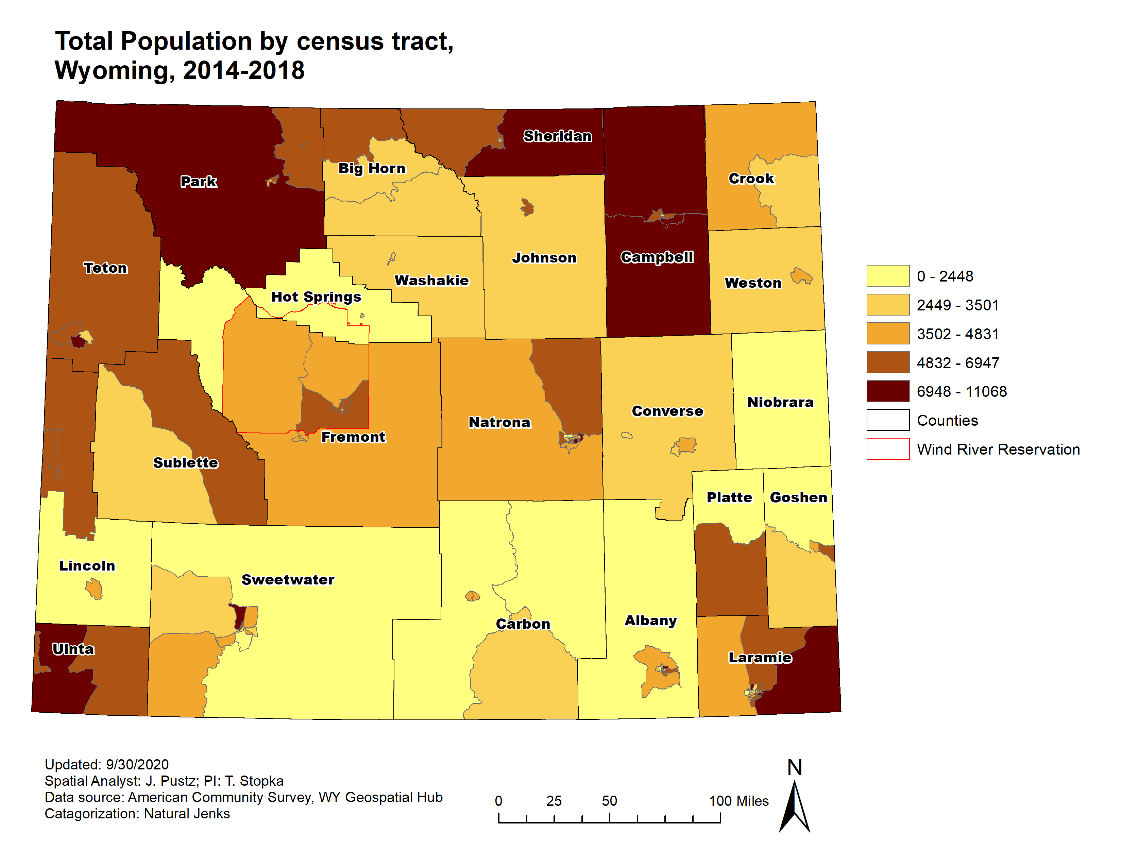 Total Population by census tract,
Wyoming, 2014-2018
Sheridan
Big Horn
Park
Crook
Teton
Johnson
Campbell
Washakie
Weston
Hot Springs
0 - 2448
2449 - 3501
3502 - 4831
4832 - 6947
6948 - 11068
Counties
Wind River Reservation
Niobrara
Converse
Natrona
Fremont
Sublette
Platte
Goshen
Lincoln
Sweetwater
Carbon
Albany
Uinta
Laramie
Updated: 9/30/2020
Spatial Analyst: J. Pustz; PI: T. Stopka
Data source: American Community Survey, WY Geospatial Hub
Catagorization: Natural Jenks
0 25 50 100 Miles
N